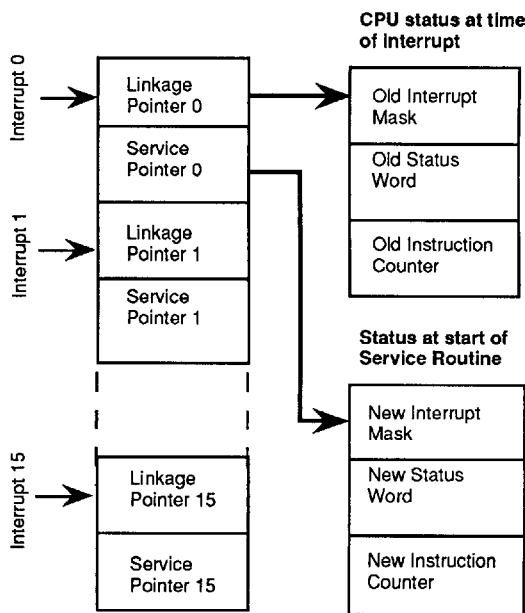 CPU status at time
of Interrupt
Interrupt 0
Linkage
Pointer 0
Service
Pointer 0
Interrupt 1
Linkage
Pointer 1
Service
Pointer 1
Interrupt 15
Linkage
Pointer 15
Service
Pointer 15
Old Interrupt
Mask
Old Status
Word
Old Instruction
Counter
Status at start of
Service Routine
New Interrupt
Mask
New Status
Word
New Instruction
Counter